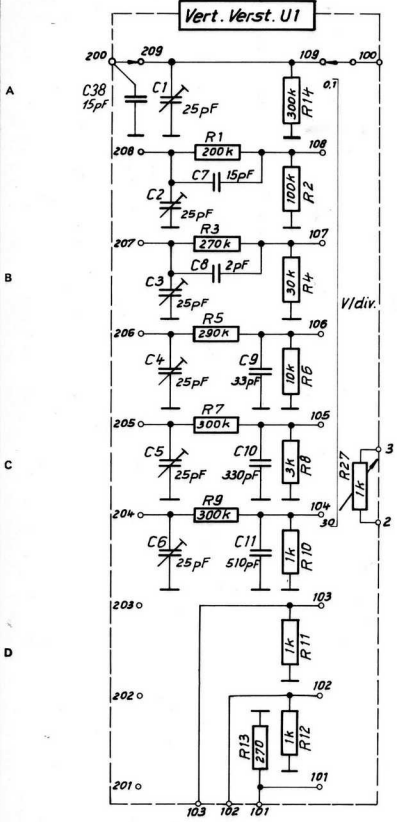 Vert. Verst. U1
200 209 109 100
A
C38
15pF
C1
25pF
300k
R14
0,1
208 R1 108
200k
C7 15pF
C2
25pF
100k
R2
207 R3 107
270k
C8 2pF
B
C3
25pF
30k
R4
V/div.
206 R5 106
290k
C4
25pF
C9
33pF
10k
R6
205 R7 105
300k
C
C5
25pF
C10
330pF
3k
R8
R27
1k
3
2
204 R9 104
300k
30
C6
25pF
C11
510pF
1k
R10
203 103
1k
R11
D
202 102
R13
270
1k
R12
201 101
103 102 101